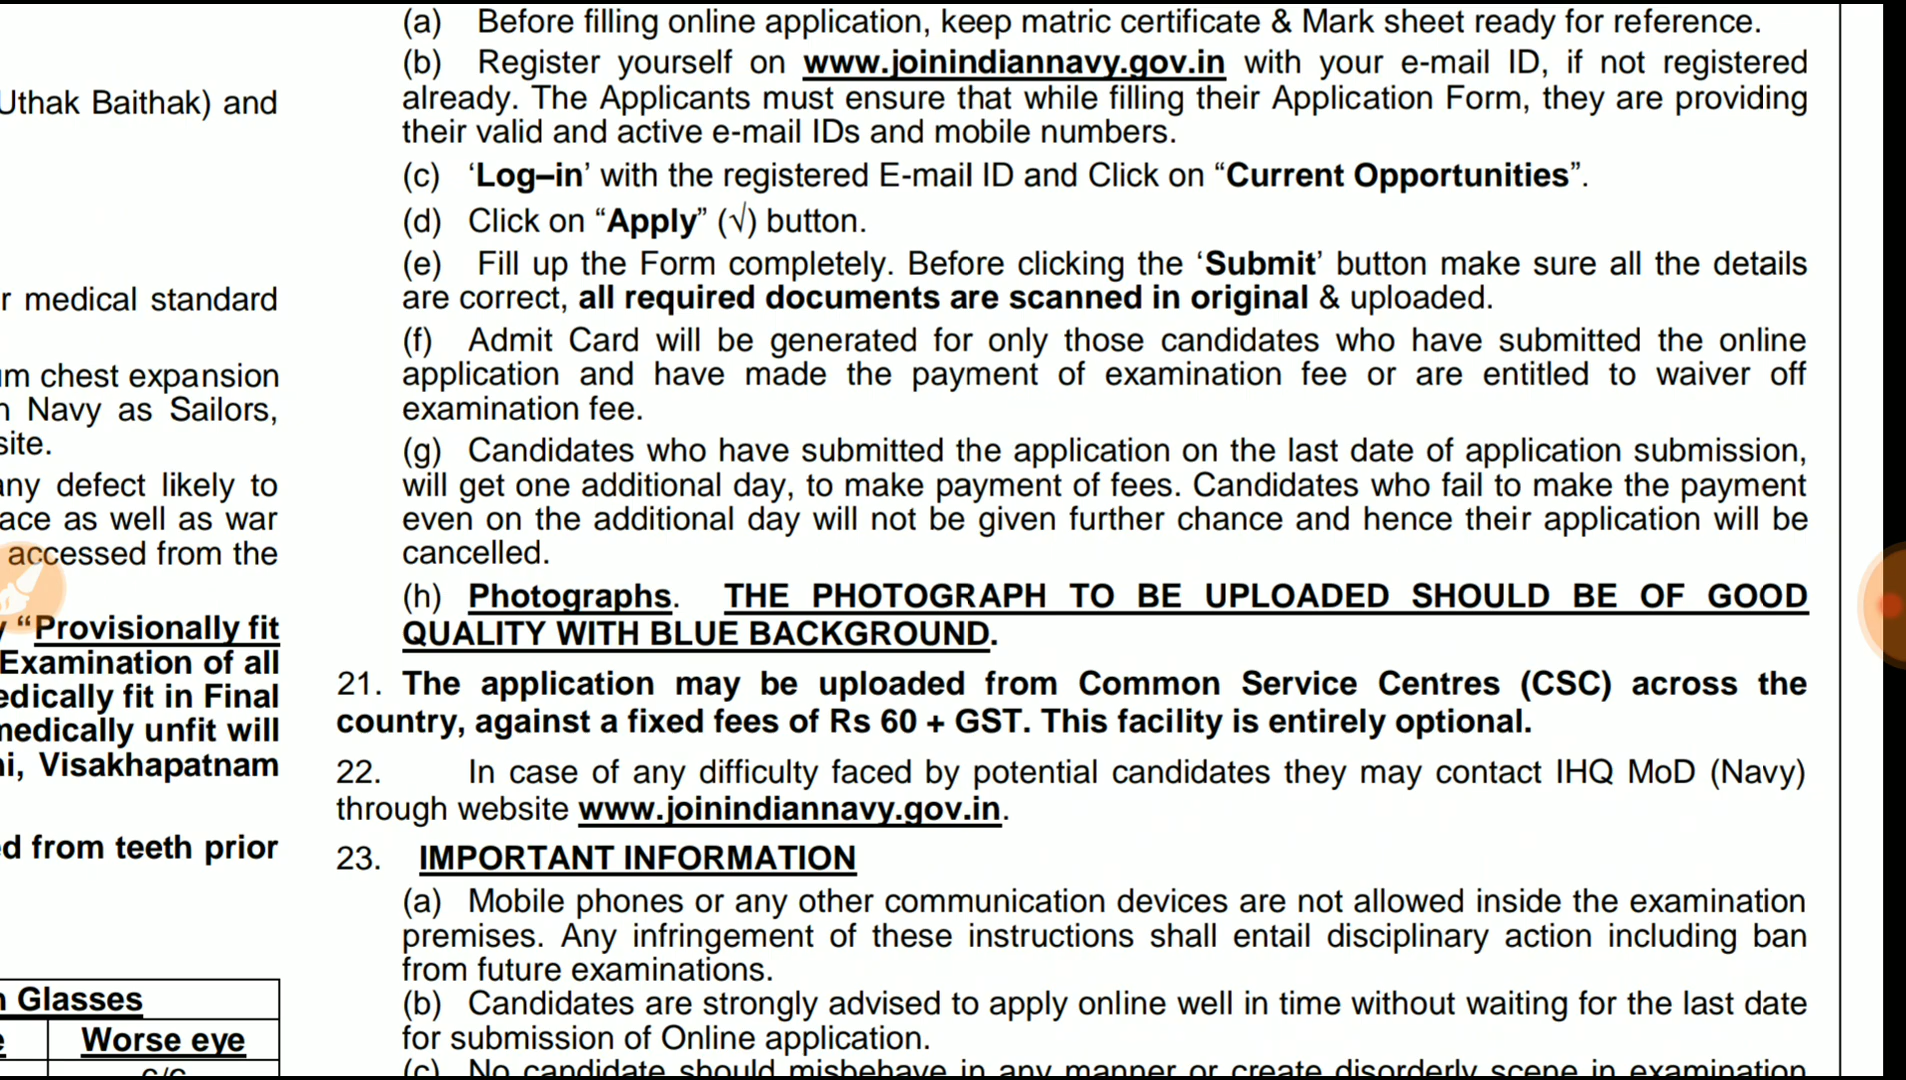 Uthak Baithak) and
r medical standard
m chest expansion
Navy as Sailors,
site.
any defect likely to
ace as well as war
accessed from the
“Provisionally fit
Examination of all
edically fit in Final
medically unfit will
i, Visakhapatnam
d from teeth prior
Glasses
Worse eye
(a) Before filling online application, keep matric certificate & Mark sheet ready for reference.
(b) Register yourself on www.joinindiannavy.gov.in with your e-mail ID, if not registered
already. The Applicants must ensure that while filling their Application Form, they are providing
their valid and active e-mail IDs and mobile numbers.
(c) ‘Log–in’ with the registered E-mail ID and Click on “Current Opportunities”.
(d) Click on “Apply” (√) button.
(e) Fill up the Form completely. Before clicking the ‘Submit’ button make sure all the details
are correct, all required documents are scanned in original & uploaded.
(f) Admit Card will be generated for only those candidates who have submitted the online
application and have made the payment of examination fee or are entitled to waiver off
examination fee.
(g) Candidates who have submitted the application on the last date of application submission,
will get one additional day, to make payment of fees. Candidates who fail to make the payment
even on the additional day will not be given further chance and hence their application will be
cancelled.
(h) Photographs. THE PHOTOGRAPH TO BE UPLOADED SHOULD BE OF GOOD
QUALITY WITH BLUE BACKGROUND.
21. The application may be uploaded from Common Service Centres (CSC) across the
country, against a fixed fees of Rs 60 + GST. This facility is entirely optional.
22. In case of any difficulty faced by potential candidates they may contact IHQ MoD (Navy)
through website www.joinindiannavy.gov.in.
23. IMPORTANT INFORMATION
(a) Mobile phones or any other communication devices are not allowed inside the examination
premises. Any infringement of these instructions shall entail disciplinary action including ban
from future examinations.
(b) Candidates are strongly advised to apply online well in time without waiting for the last date
for submission of Online application.
(c) No candidate should misbehave in any manner or create disorderly scene in examination